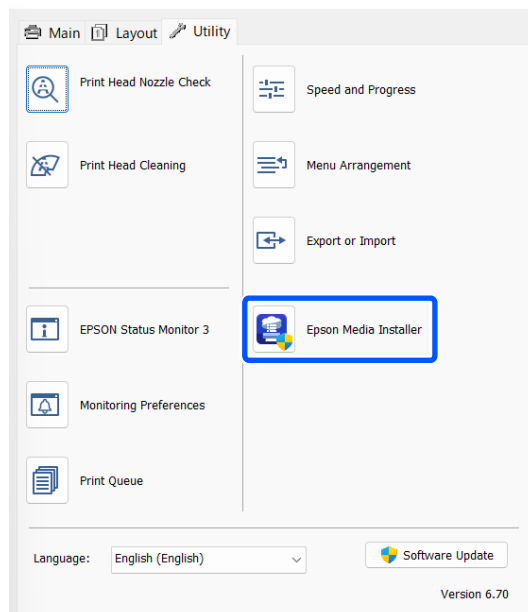 Main
Layout
Utility
Print Head Nozzle Check
Print Head Cleaning
EPSON Status Monitor 3
Monitoring Preferences
Print Queue
Speed and Progress
Menu Arrangement
Export or Import
Epson Media Installer
Language:
English (English)
Software Update
Version 6.70